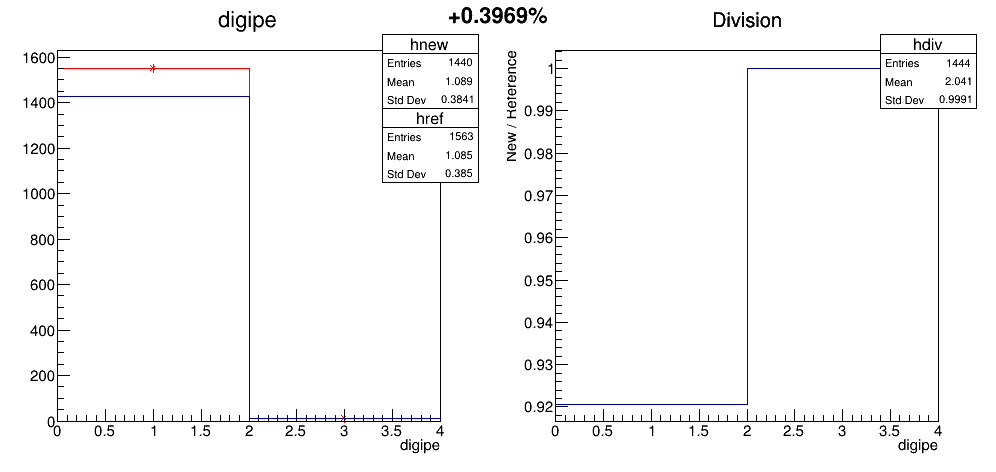 +0.3969%
digipe
hnew
Entries 1440
Mean 1.089
Std Dev 0.3841
href
Entries 1563
Mean 1.085
Std Dev 0.385
1600
1400
1200
1000
800
600
400
200
0
0 0.5 1 1.5 2 2.5 3 3.5 4
digipe
Division
hdiv
Entries 1444
Mean 2.041
Std Dev 0.9991
New / Reference
1
0.99
0.98
0.97
0.96
0.95
0.94
0.93
0.92
0 0.5 1 1.5 2 2.5 3 3.5 4
digipe